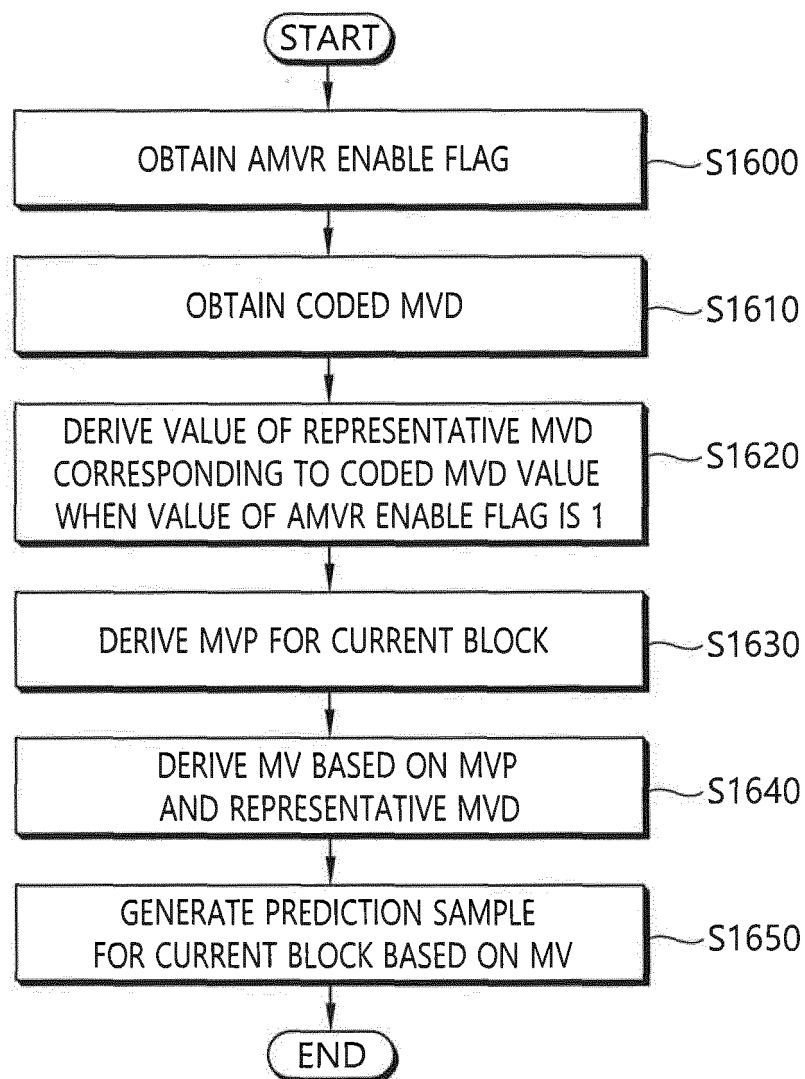 START
OBTAIN AMVR ENABLE FLAG
S1600
OBTAIN CODED MVD
S1610
DERIVE VALUE OF REPRESENTATIVE MVD
CORRESPONDING TO CODED MVD VALUE
WHEN VALUE OF AMVR ENABLE FLAG IS 1
S1620
DERIVE MVP FOR CURRENT BLOCK
S1630
DERIVE MV BASED ON MVP
AND REPRESENTATIVE MVD
S1640
GENERATE PREDICTION SAMPLE
FOR CURRENT BLOCK BASED ON MV
S1650
END